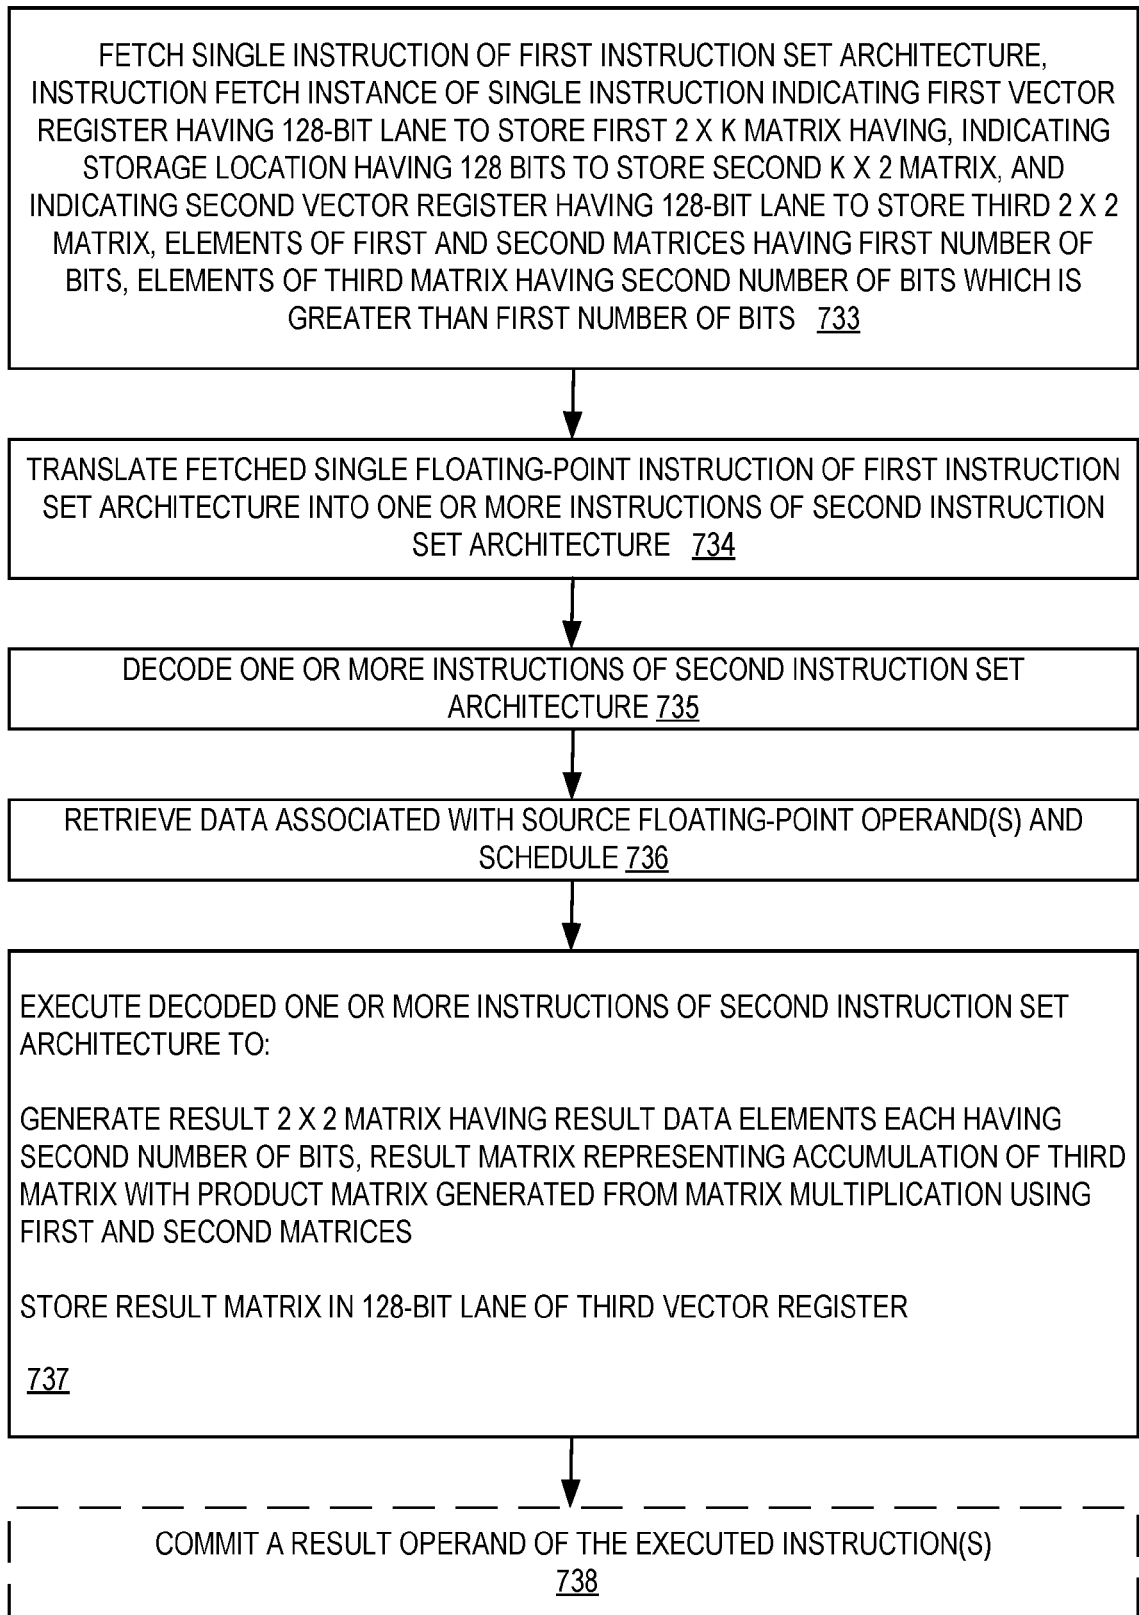 FETCH SINGLE INSTRUCTION OF FIRST INSTRUCTION SET ARCHITECTURE,
INSTRUCTION FETCH INSTANCE OF SINGLE INSTRUCTION INDICATING FIRST VECTOR
REGISTER HAVING 128-BIT LANE TO STORE FIRST 2 X K MATRIX HAVING, INDICATING
STORAGE LOCATION HAVING 128 BITS TO STORE SECOND K X 2 MATRIX, AND
INDICATING SECOND VECTOR REGISTER HAVING 128-BIT LANE TO STORE THIRD 2 X 2
MATRIX, ELEMENTS OF FIRST AND SECOND MATRICES HAVING FIRST NUMBER OF
BITS, ELEMENTS OF THIRD MATRIX HAVING SECOND NUMBER OF BITS WHICH IS
GREATER THAN FIRST NUMBER OF BITS 733
TRANSLATE FETCHED SINGLE FLOATING-POINT INSTRUCTION OF FIRST INSTRUCTION
SET ARCHITECTURE INTO ONE OR MORE INSTRUCTIONS OF SECOND INSTRUCTION
SET ARCHITECTURE 734
DECODE ONE OR MORE INSTRUCTIONS OF SECOND INSTRUCTION SET
ARCHITECTURE 735
RETRIEVE DATA ASSOCIATED WITH SOURCE FLOATING-POINT OPERAND(S) AND
SCHEDULE 736
EXECUTE DECODED ONE OR MORE INSTRUCTIONS OF SECOND INSTRUCTION SET
ARCHITECTURE TO:
GENERATE RESULT 2 X 2 MATRIX HAVING RESULT DATA ELEMENTS EACH HAVING
SECOND NUMBER OF BITS, RESULT MATRIX REPRESENTING ACCUMULATION OF THIRD
MATRIX WITH PRODUCT MATRIX GENERATED FROM MATRIX MULTIPLICATION USING
FIRST AND SECOND MATRICES
STORE RESULT MATRIX IN 128-BIT LANE OF THIRD VECTOR REGISTER
737
COMMIT A RESULT OPERAND OF THE EXECUTED INSTRUCTION(S)
738